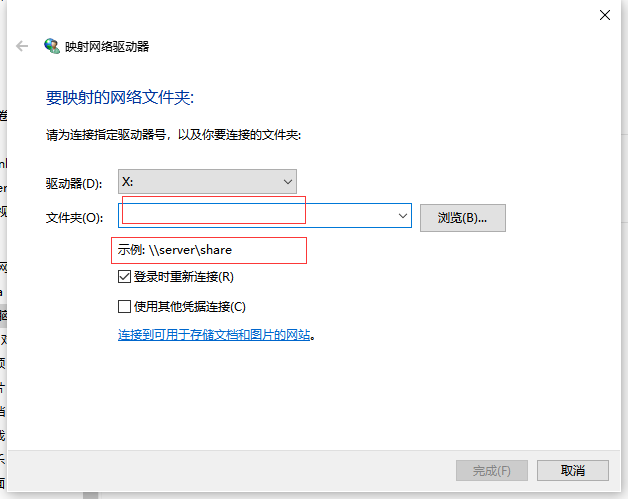 映射网络驱动器
要映射的网络文件夹:
请为连接指定驱动器号，以及你要连接的文件夹:
驱动器(D): X:
文件夹(O): 浏览(B)...
示例: \\server\share
登录时重新连接(R)
使用其他凭据连接(C)
连接到可用于存储文档和图片的网站。
完成(F) 取消